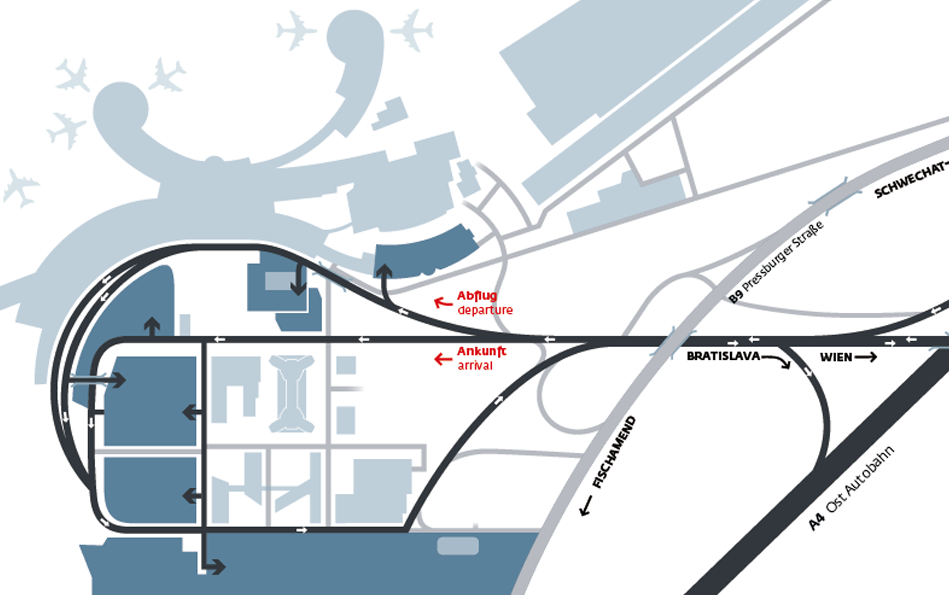 SCHWECHAT
B9 Pressburger Straße
Abflug
departure
Ankunft
arrival
BRATISLAVA
WIEN
FISCHAMEND
A4 Ost Autobahn